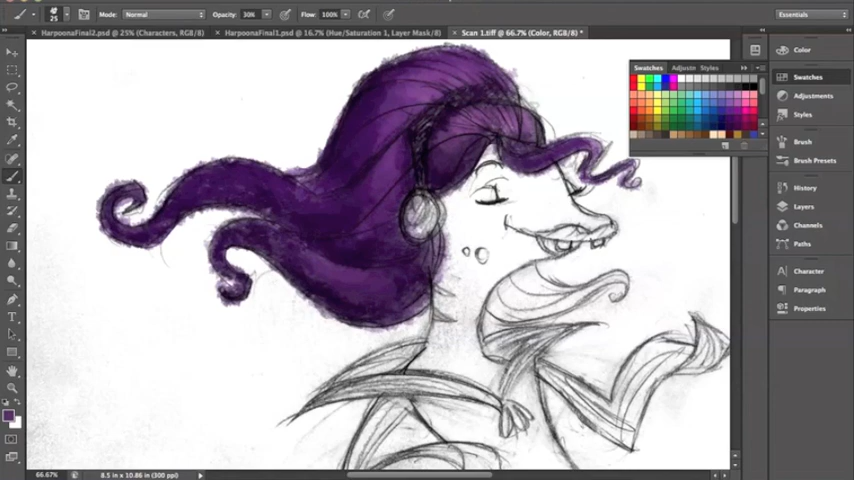 25 Mode: Normal Opacity: 30% Flow: 100% Essentials
HarpoonaFinal2.psd @ 25% (Characters, RGB/8) HarpoonaFinal1.psd @ 16.7% (Hue/Saturation 1, Layer Mask/8) Scan 1.tiff @ 66.7% (Color, RGB/8) *
Swatches Adjustm Styles
Color
Swatches
Adjustments
Styles
Brush
Brush Presets
History
Layers
Channels
Paths
Character
Paragraph
Properties
66.67% 8.5 in x 10.86 in (300 ppi)